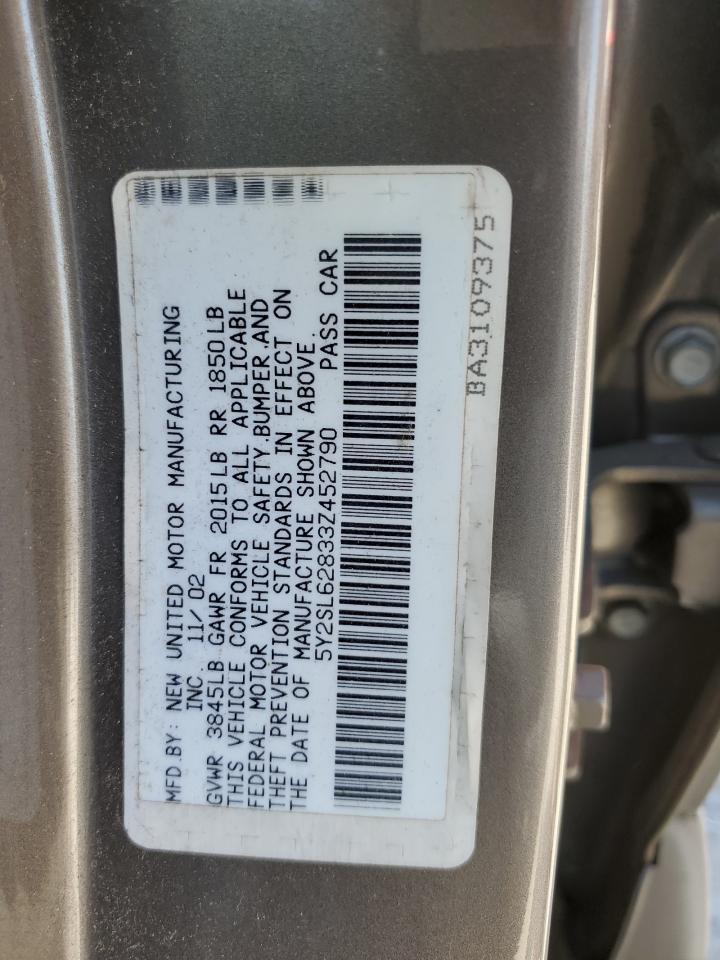 MFD.BY: NEW UNITED MOTOR MANUFACTURING
INC. 11/ 02
GVWR 3845LB GAWR FR 2015LB RR 1850LB
THIS VEHICLE CONFORMS TO ALL APPLICABLE
FEDERAL MOTOR VEHICLE SAFETY.BUMPER.AND
THEFT PREVENTION STANDARDS IN EFFECT ON
THE DATE OF MANUFACTURE SHOWN ABOVE.
5Y2SL62833Z452790 PASS CAR
BA3109375